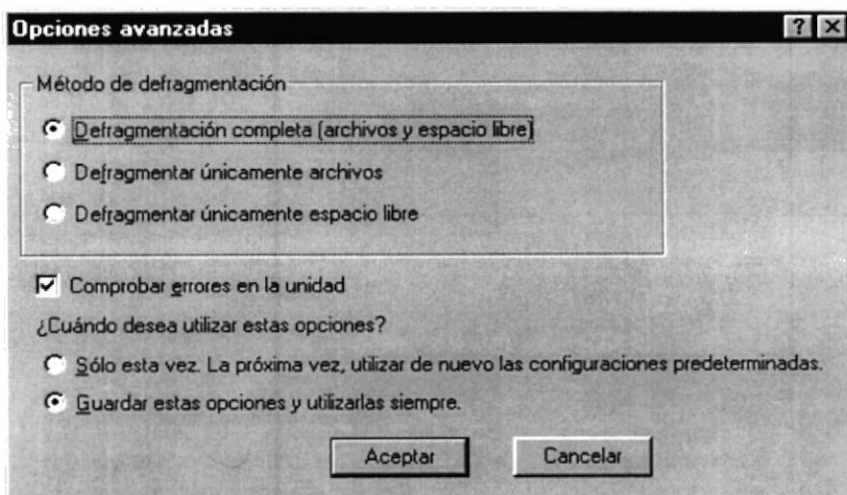 Opciones avanzadas
Método de defragmentación
Defragmentación completa (archivos y espacio libre)
Defragmentar únicamente archivos
Defragmentar únicamente espacio libre
Comprobar errores en la unidad
¿Cuándo desea utilizar estas opciones?
Sólo esta vez. La próxima vez, utilizar de nuevo las configuraciones predeterminadas.
Guardar estas opciones y utilizarlas siempre.
Aceptar Cancelar